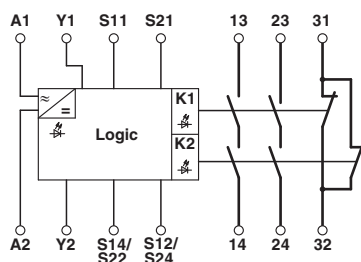 A1 Y1 S11 S21 13 23 31
K1
≈
=
Logic
K2
A2 Y2 S14/ S12/ 14 24 32
S22 S24